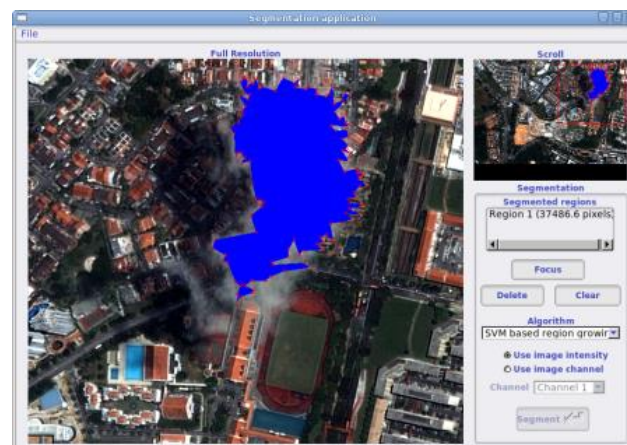 Segmentation application
File
Full Resolution
Scroll
Segmentation
Segmented regions
Region 1 (37486.6 pixels
Focus
Delete
Clear
Algorithm
SVM based region growir
Use image intensity
Use image channel
Channel
Channel 1
Segment